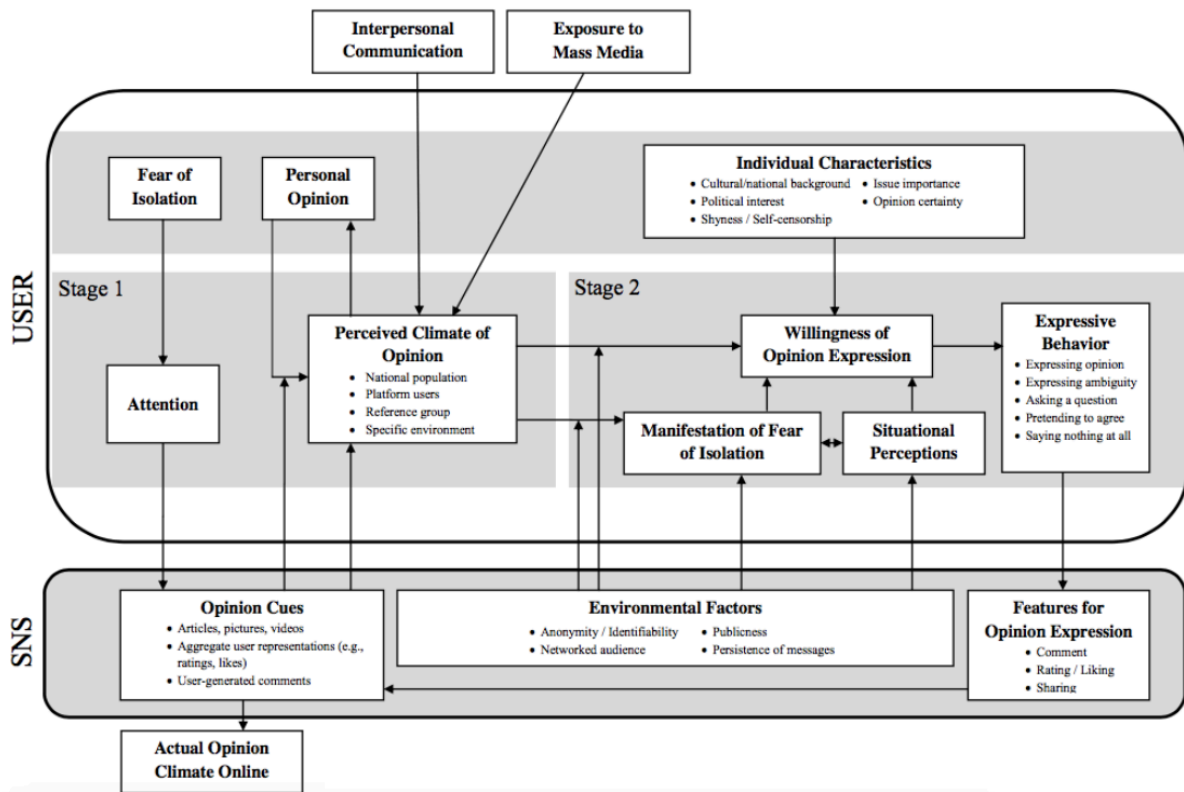 Interpersonal
Communication
Exposure to
Mass Media
USER
Fear of
Isolation
Personal
Opinion
Individual Characteristics
• Cultural/national background
• Political interest
• Shyness / Self-censorship
• Issue importance
• Opinion certainty
Stage 1
Attention
Perceived Climate of
Opinion
• National population
• Platform users
• Reference group
• Specific environment
Stage 2
Willingness of
Opinion Expression
Manifestation of Fear
of Isolation
Situational
Perceptions
Expressive
Behavior
• Expressing opinion
• Expressing ambiguity
• Asking a question
• Pretending to agree
• Saying nothing at all
SNS
Opinion Cues
• Articles, pictures, videos
• Aggregate user representations (e.g.,
ratings, likes)
• User-generated comments
Environmental Factors
• Anonymity / Identifiability
• Networked audience
• Publicness
• Persistence of messages
Features for
Opinion Expression
• Comment
• Rating / Liking
• Sharing
Actual Opinion
Climate Online